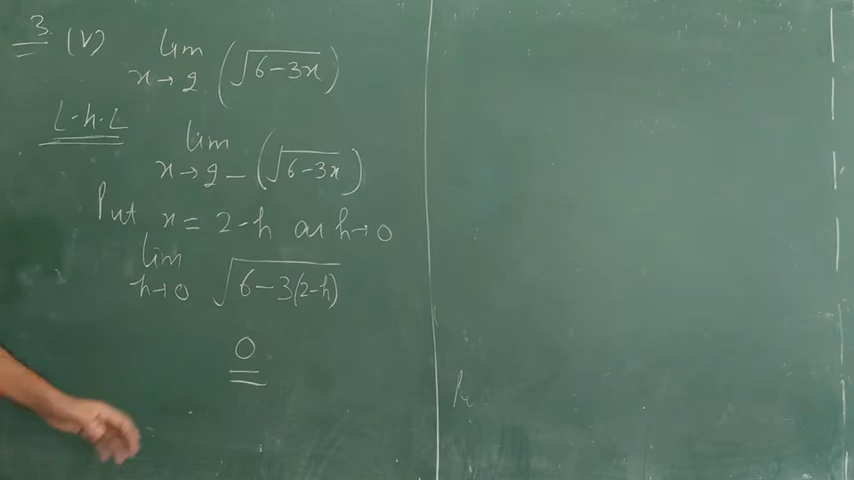 3. (V) lim x→2 (√6-3x)
L.h.L
lim x→2- (√6-3x)
Put x = 2-h as h→0
lim h→0 √6-3(2-h)
0